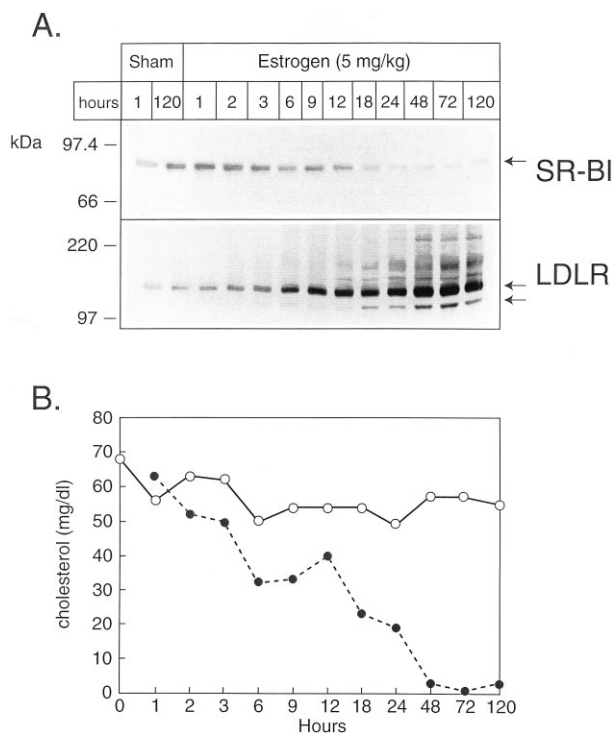 A.
Sham Estrogen (5 mg/kg)
hours 1 120 1 2 3 6 9 12 18 24 48 72 120
kDa 97.4
SR-BI
66
220
LDLR
97
B.
80
70
60
50
40
30
20
10
0
cholesterol (mg/dl)
0 1 2 3 6 9 12 18 24 48 72 120
Hours